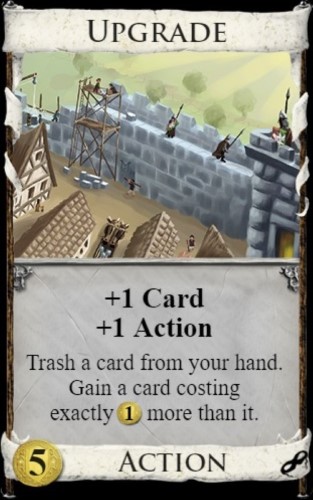 UPGRADE
+1 Card
+1 Action
Trash a card from your hand.
Gain a card costing
exactly 1 more than it.
5 ACTION